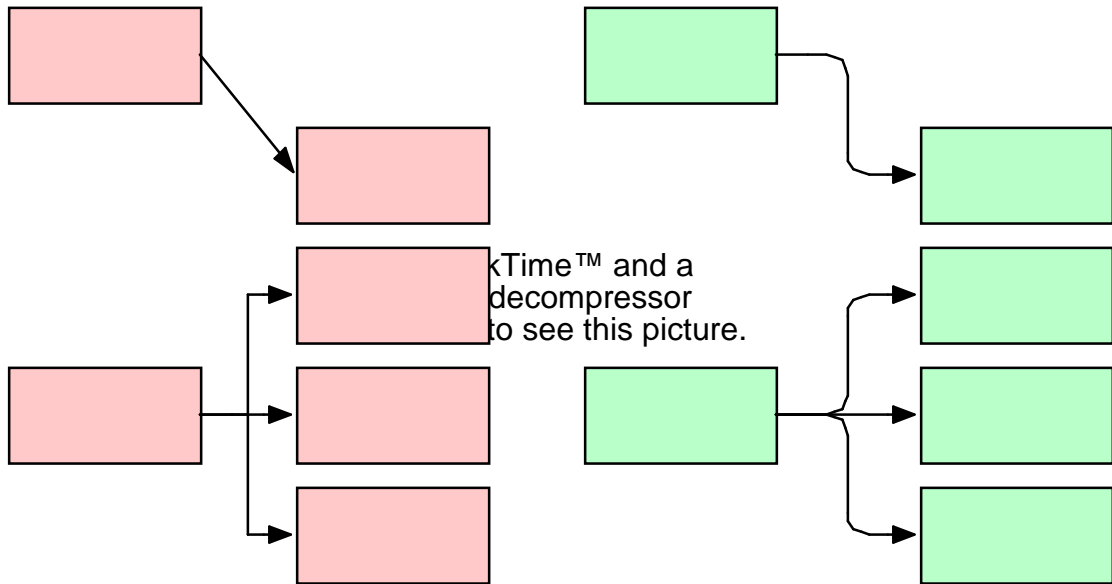 kTime™ and a
decompressor
to see this picture.